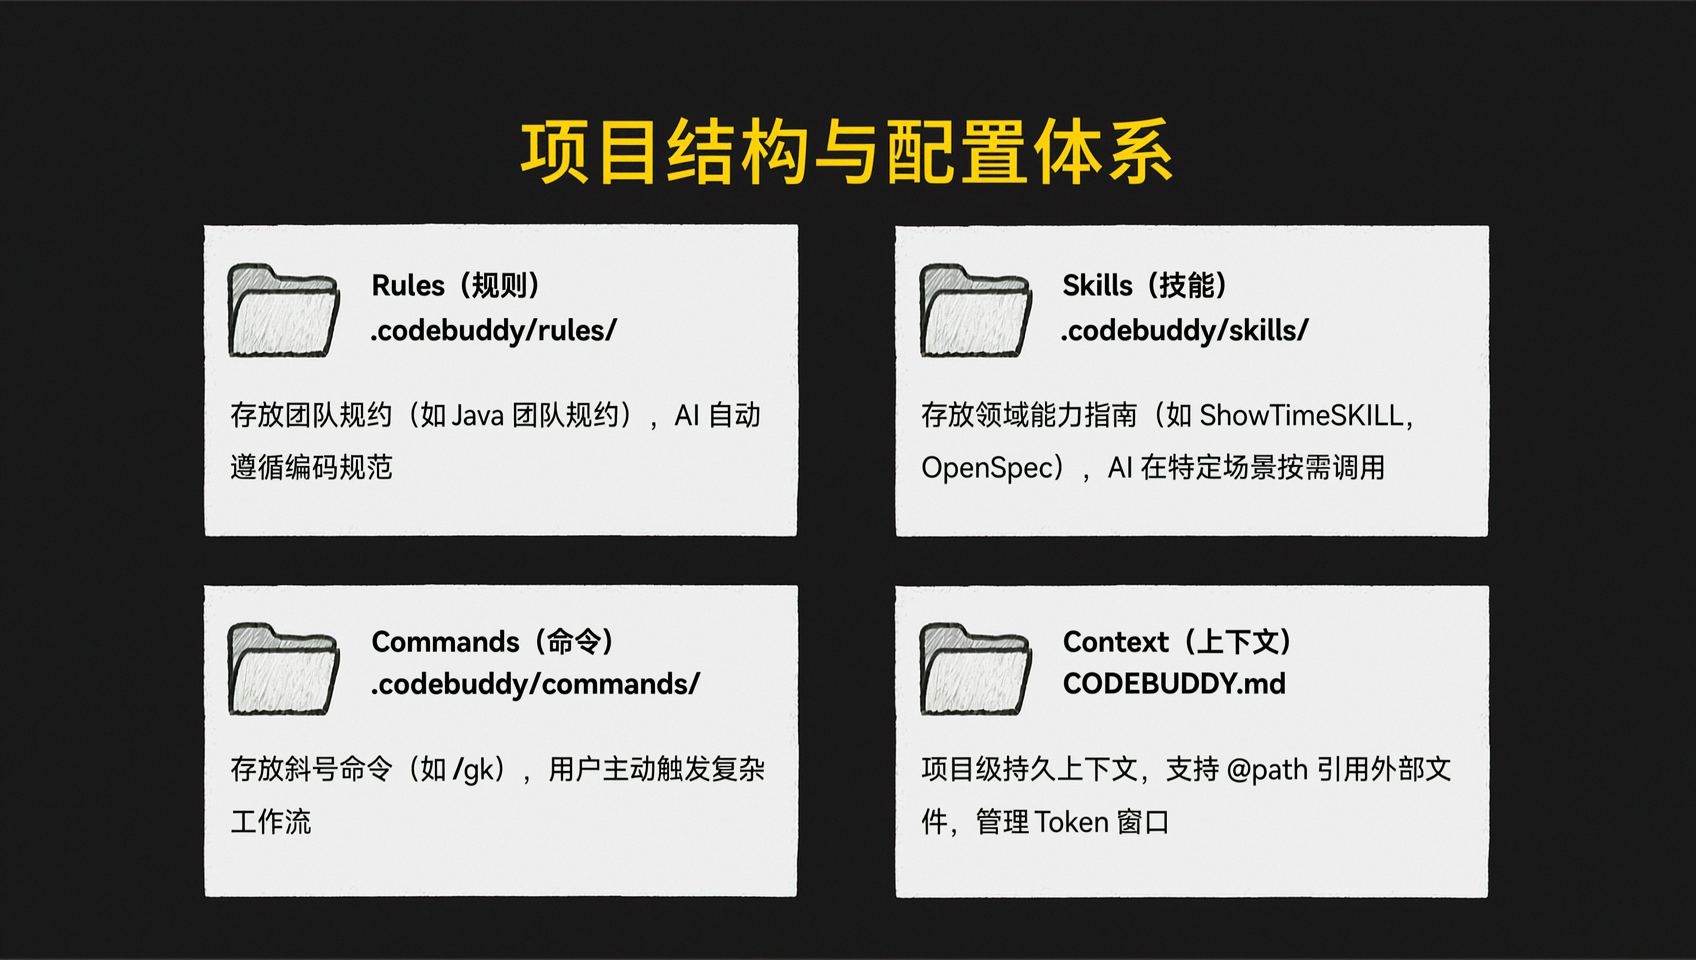 项目结构与配置体系
Rules（规则）
.codebuddy/rules/
存放团队规约（如 Java 团队规约），AI 自动
遵循编码规范
Skills（技能）
.codebuddy/skills/
存放领域能力指南（如 ShowTimeSKILL，
OpenSpec），AI 在特定场景按需调用
Commands（命令）
.codebuddy/commands/
存放斜号命令（如 /gk），用户主动触发复杂
工作流
Context（上下文）
CODEBUDDY.md
项目级持久上下文，支持 @path 引用外部文
件，管理 Token 窗口